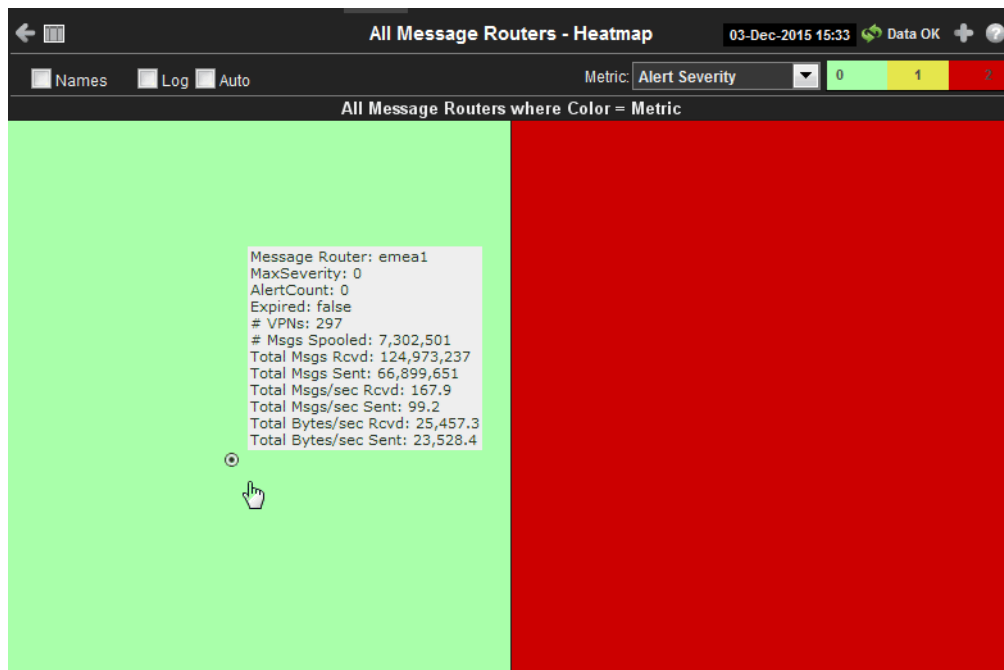 All Message Routers - Heatmap 03-Dec-2015 15:33 Data OK + ?
Names Log Auto Metric: Alert Severity 0 1 2
All Message Routers where Color = Metric
Message Router: emea1
MaxSeverity: 0
AlertCount: 0
Expired: false
# VPNs: 297
# Msgs Spooled: 7,302,501
Total Msgs Rcvd: 124,973,237
Total Msgs Sent: 66,899,651
Total Msgs/sec Rcvd: 167.9
Total Msgs/sec Sent: 99.2
Total Bytes/sec Rcvd: 25,457.3
Total Bytes/sec Sent: 23,528.4